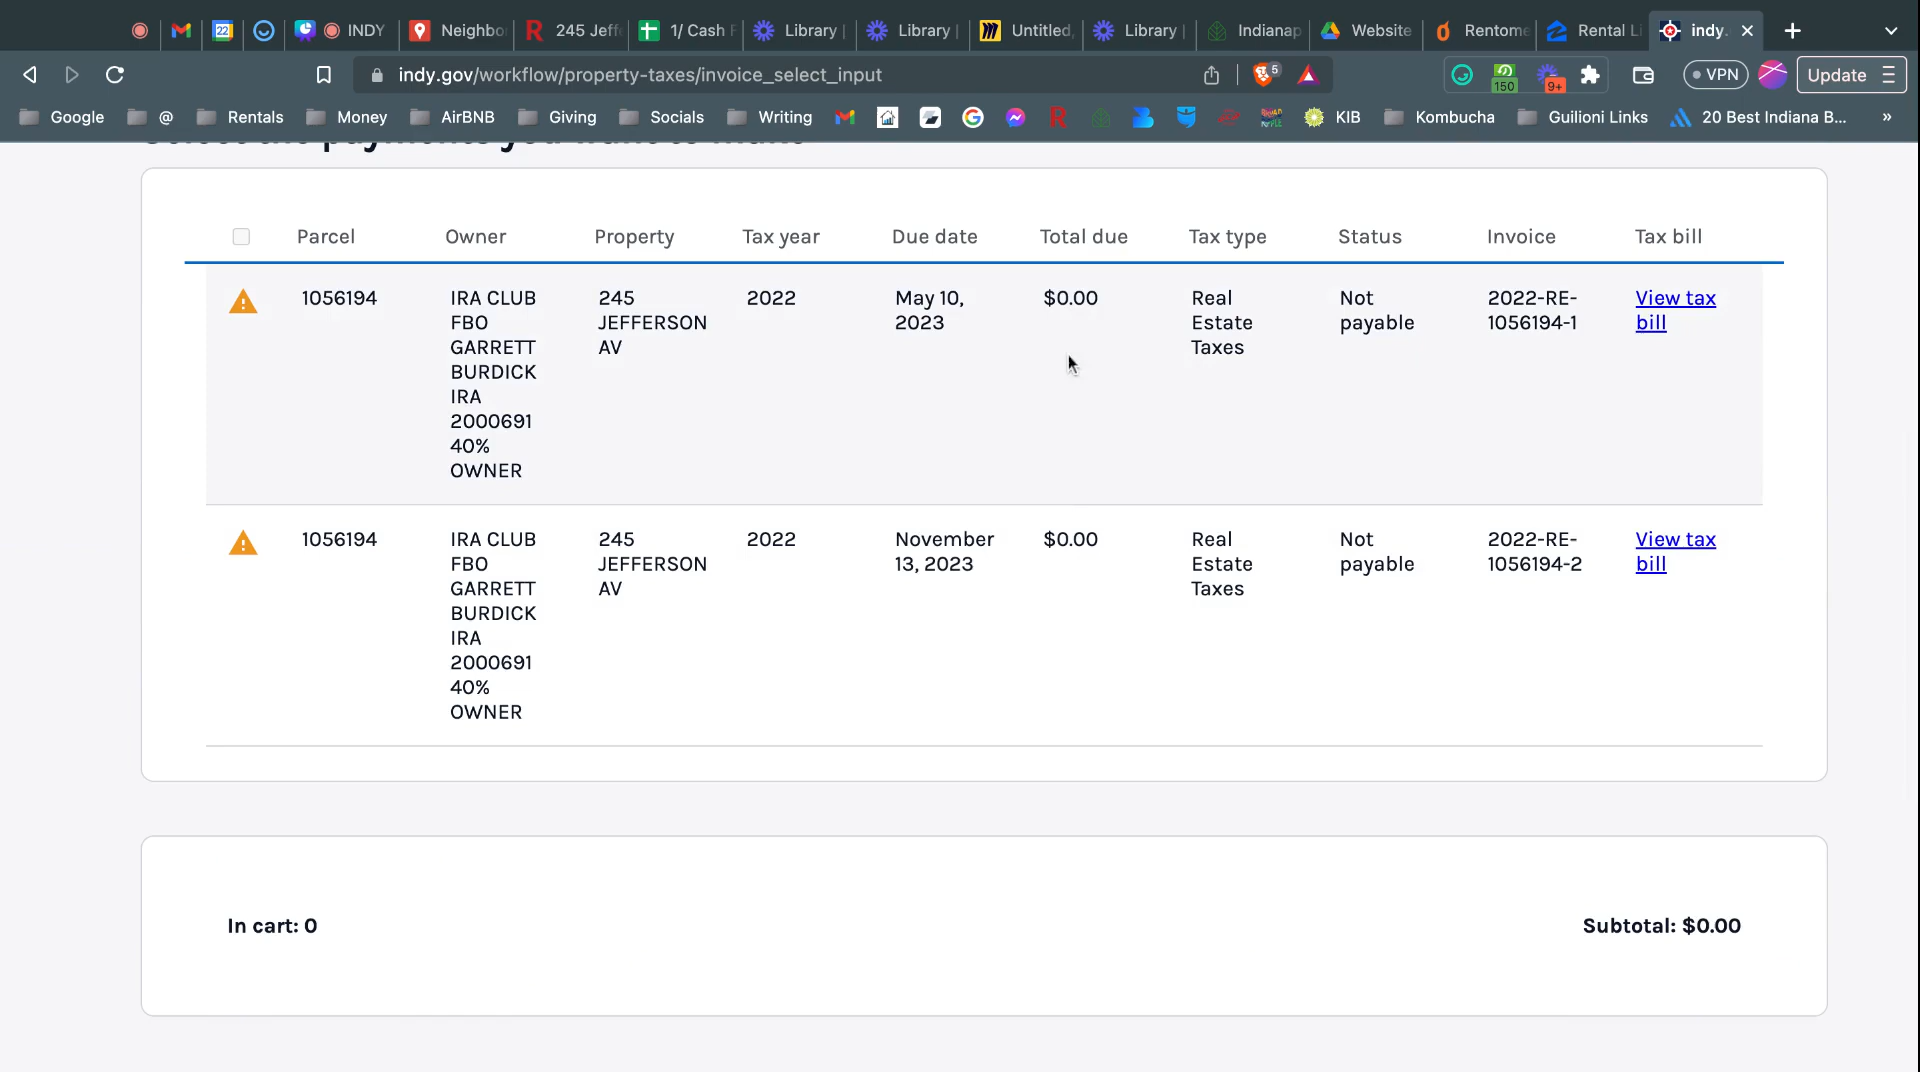 INDY
Neighbo
245 Jeff
1/ Cash F
Library
Library
Untitled,
Library
Indianap
Website
Rentome
Rental Li
indy.
indy.gov/workflow/property-taxes/invoice_select_input
5
150
9+
VPN
Update
Google
@
Rentals
Money
AirBNB
Giving
Socials
Writing
KIB
Kombucha
Guilioni Links
20 Best Indiana B...
»
Parcel
Owner
Property
Tax year
Due date
Total due
Tax type
Status
Invoice
Tax bill
1056194
IRA CLUB
FBO
GARRETT
BURDICK
IRA
2000691
40%
OWNER
245
JEFFERSON
AV
2022
May 10,
2023
$0.00
Real
Estate
Taxes
Not
payable
2022-RE-
1056194-1
View tax
bill
1056194
IRA CLUB
FBO
GARRETT
BURDICK
IRA
2000691
40%
OWNER
245
JEFFERSON
AV
2022
November
13, 2023
$0.00
Real
Estate
Taxes
Not
payable
2022-RE-
1056194-2
View tax
bill
In cart: 0
Subtotal: $0.00